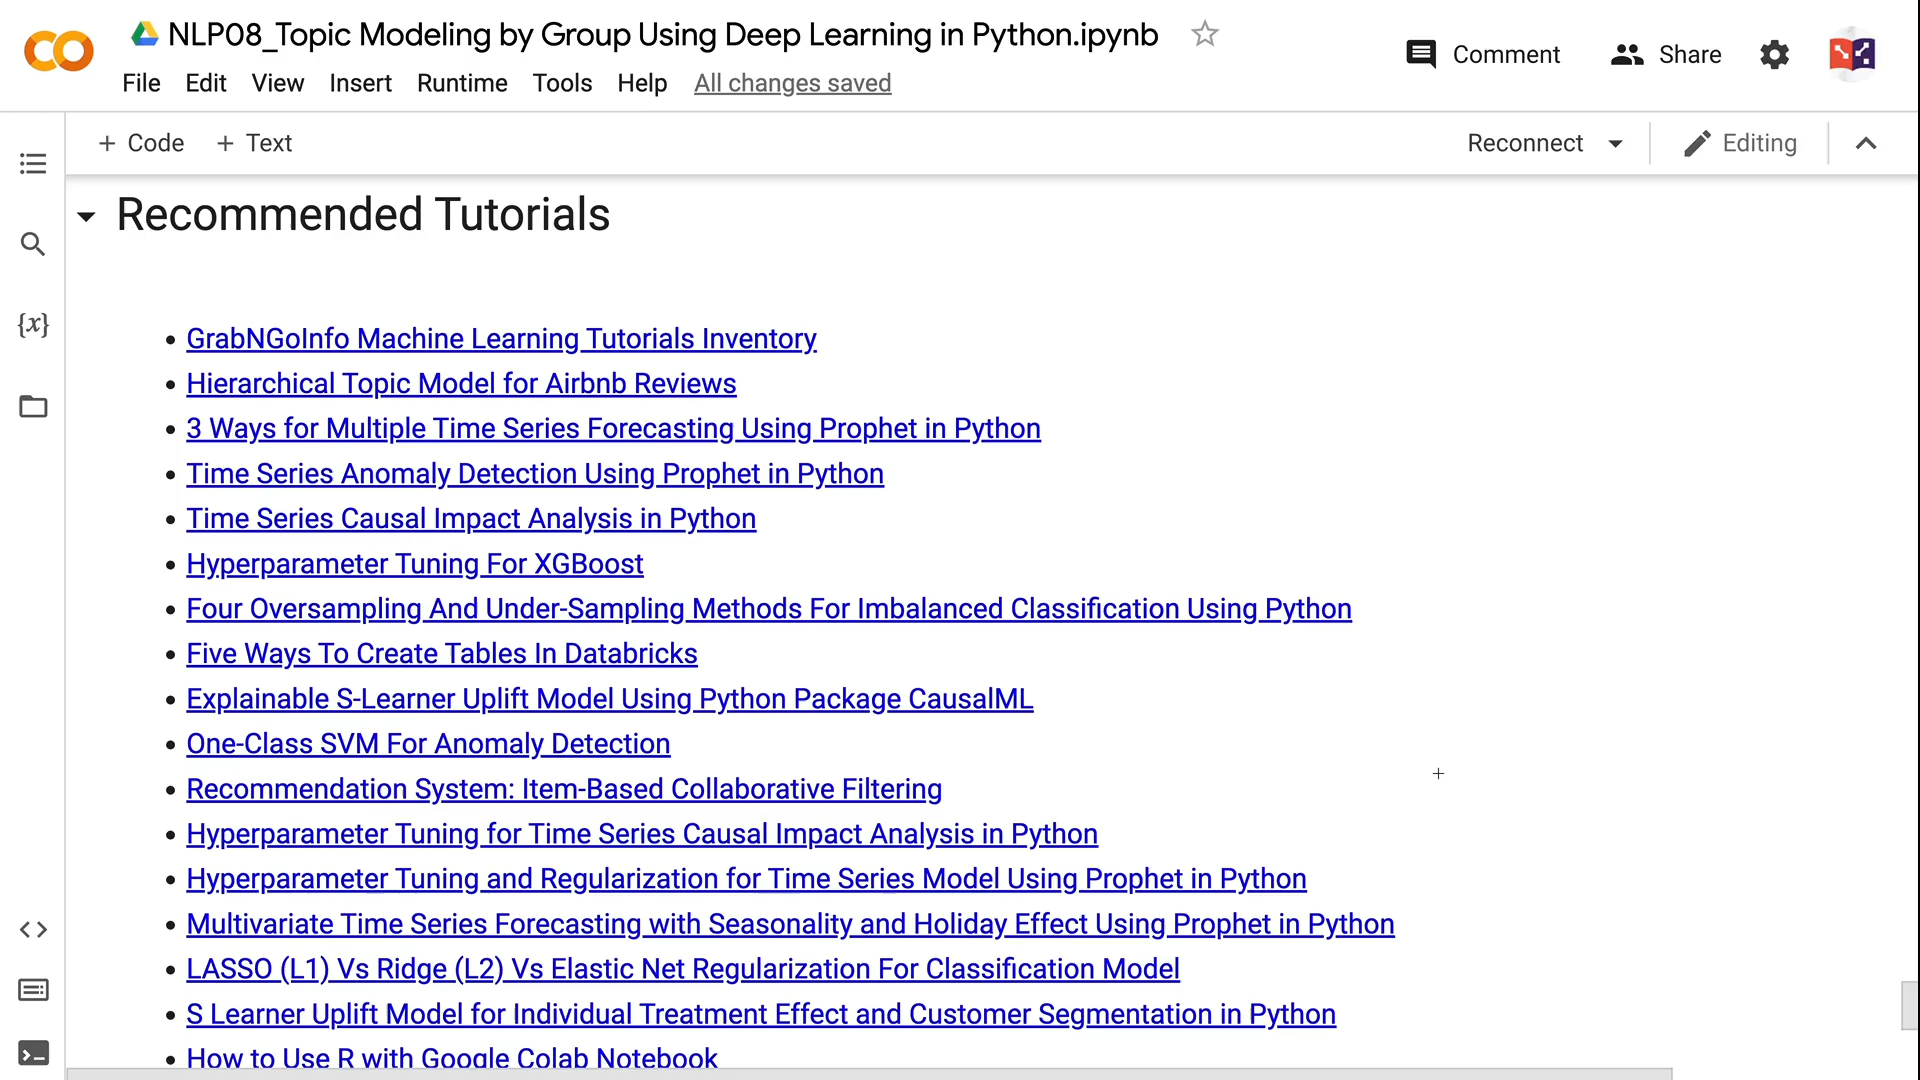 NLP08_Topic Modeling by Group Using Deep Learning in Python.ipynb
Comment
Share
File Edit View Insert Runtime Tools Help All changes saved
+ Code + Text
Reconnect
Editing
Recommended Tutorials
{x}
• GrabNGoInfo Machine Learning Tutorials Inventory
• Hierarchical Topic Model for Airbnb Reviews
• 3 Ways for Multiple Time Series Forecasting Using Prophet in Python
• Time Series Anomaly Detection Using Prophet in Python
• Time Series Causal Impact Analysis in Python
• Hyperparameter Tuning For XGBoost
• Four Oversampling And Under-Sampling Methods For Imbalanced Classification Using Python
• Five Ways To Create Tables In Databricks
• Explainable S-Learner Uplift Model Using Python Package CausalML
• One-Class SVM For Anomaly Detection
• Recommendation System: Item-Based Collaborative Filtering
• Hyperparameter Tuning for Time Series Causal Impact Analysis in Python
• Hyperparameter Tuning and Regularization for Time Series Model Using Prophet in Python
• Multivariate Time Series Forecasting with Seasonality and Holiday Effect Using Prophet in Python
• LASSO (L1) Vs Ridge (L2) Vs Elastic Net Regularization For Classification Model
• S Learner Uplift Model for Individual Treatment Effect and Customer Segmentation in Python
• How to Use R with Google Colab Notebook